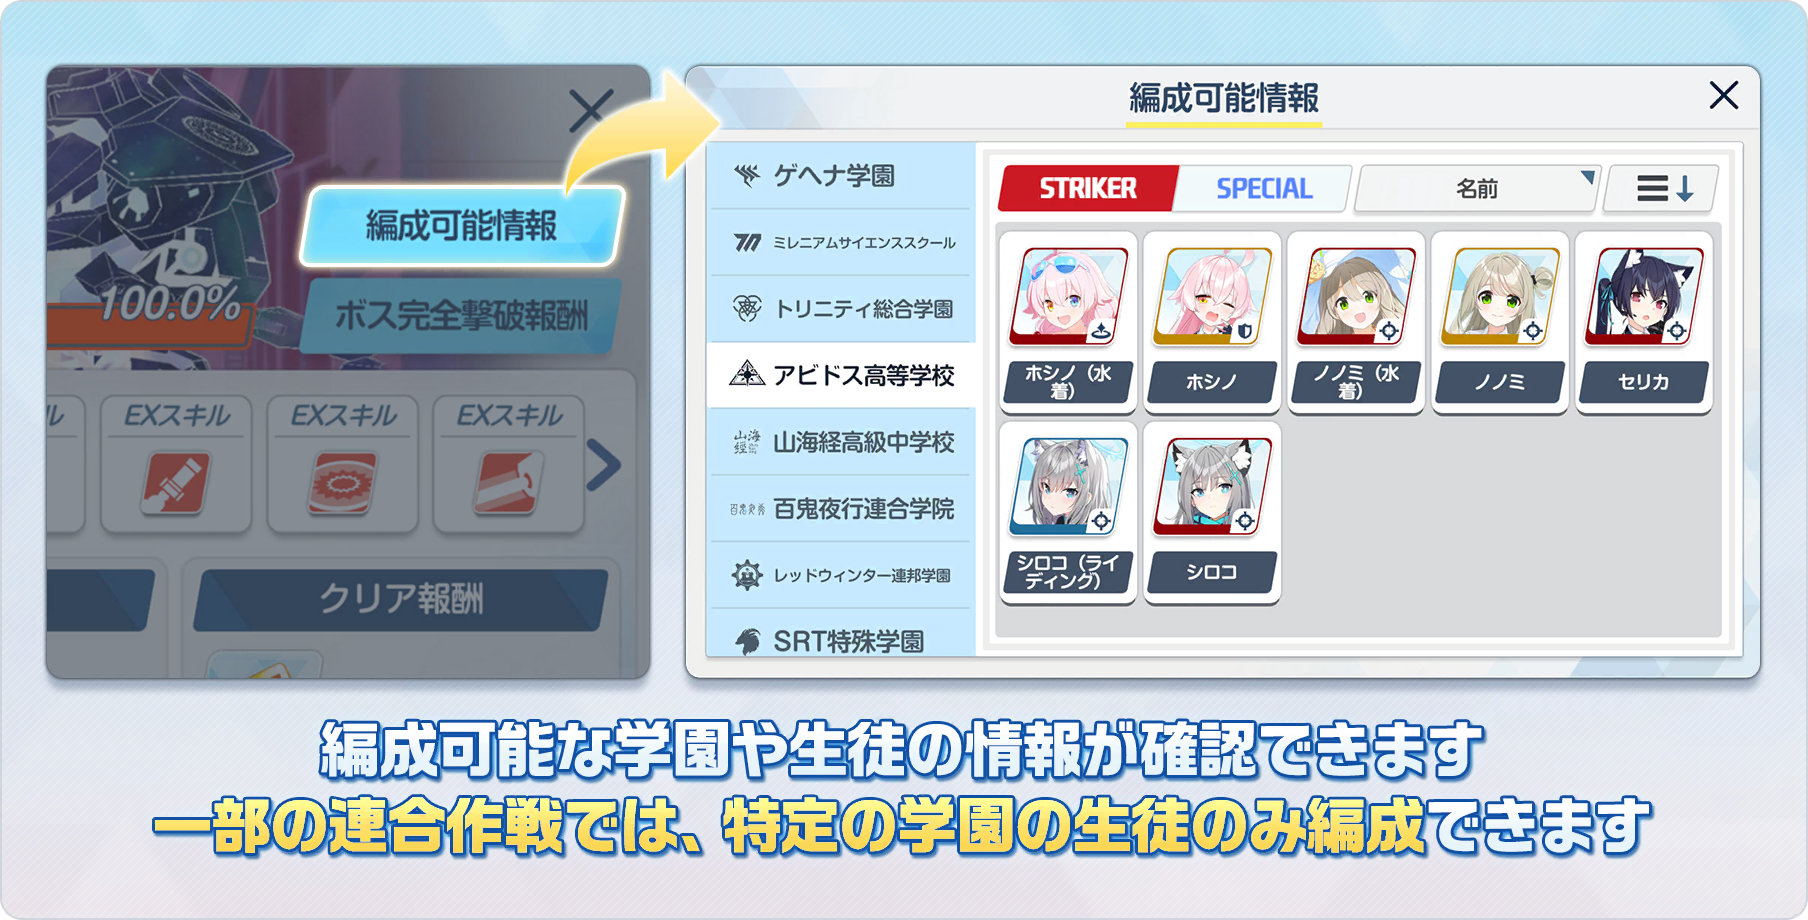 編成可能情報
100.0%
ボス完全撃破報酬
ル
EXスキル
EXスキル
EXスキル
クリア報酬
編成可能情報
ゲヘナ学園
ミレニアムサイエンススクール
トリニティ総合学園
アビドス高等学校
山海経高級中学校
百鬼夜行連合学院
レッドウィンター連邦学園
SRT特殊学園
STRIKER
SPECIAL
名前
ホシノ（水
着）
ホシノ
ノノミ（水
着）
ノノミ
セリカ
シロコ（ライ
ディング）
シロコ
編成可能な学園や生徒の情報が確認できます
一部の連合作戦では、特定の学園の生徒のみ編成できます